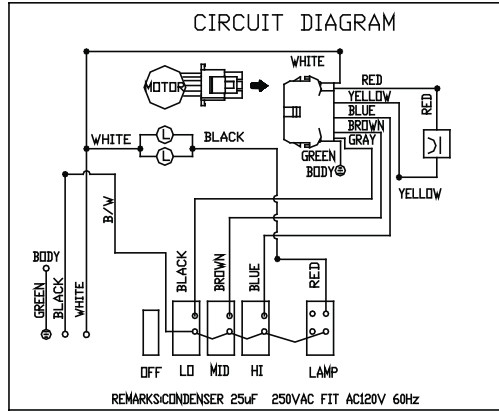 CIRCUIT DIAGRAM
WHITE
MOTOR
RED
YELLOW
BLUE
BROWN
GRAY
GREEN
BODY
RED
YELLOW
WHITE
L
L
BLACK
B/W
BODY
GREEN
BLACK
WHITE
BLACK
BROWN
BLUE
RED
OFF
LO
MID
HI
LAMP
REMARKS:CONDENSER 25uF 250VAC FIT AC120V 60Hz